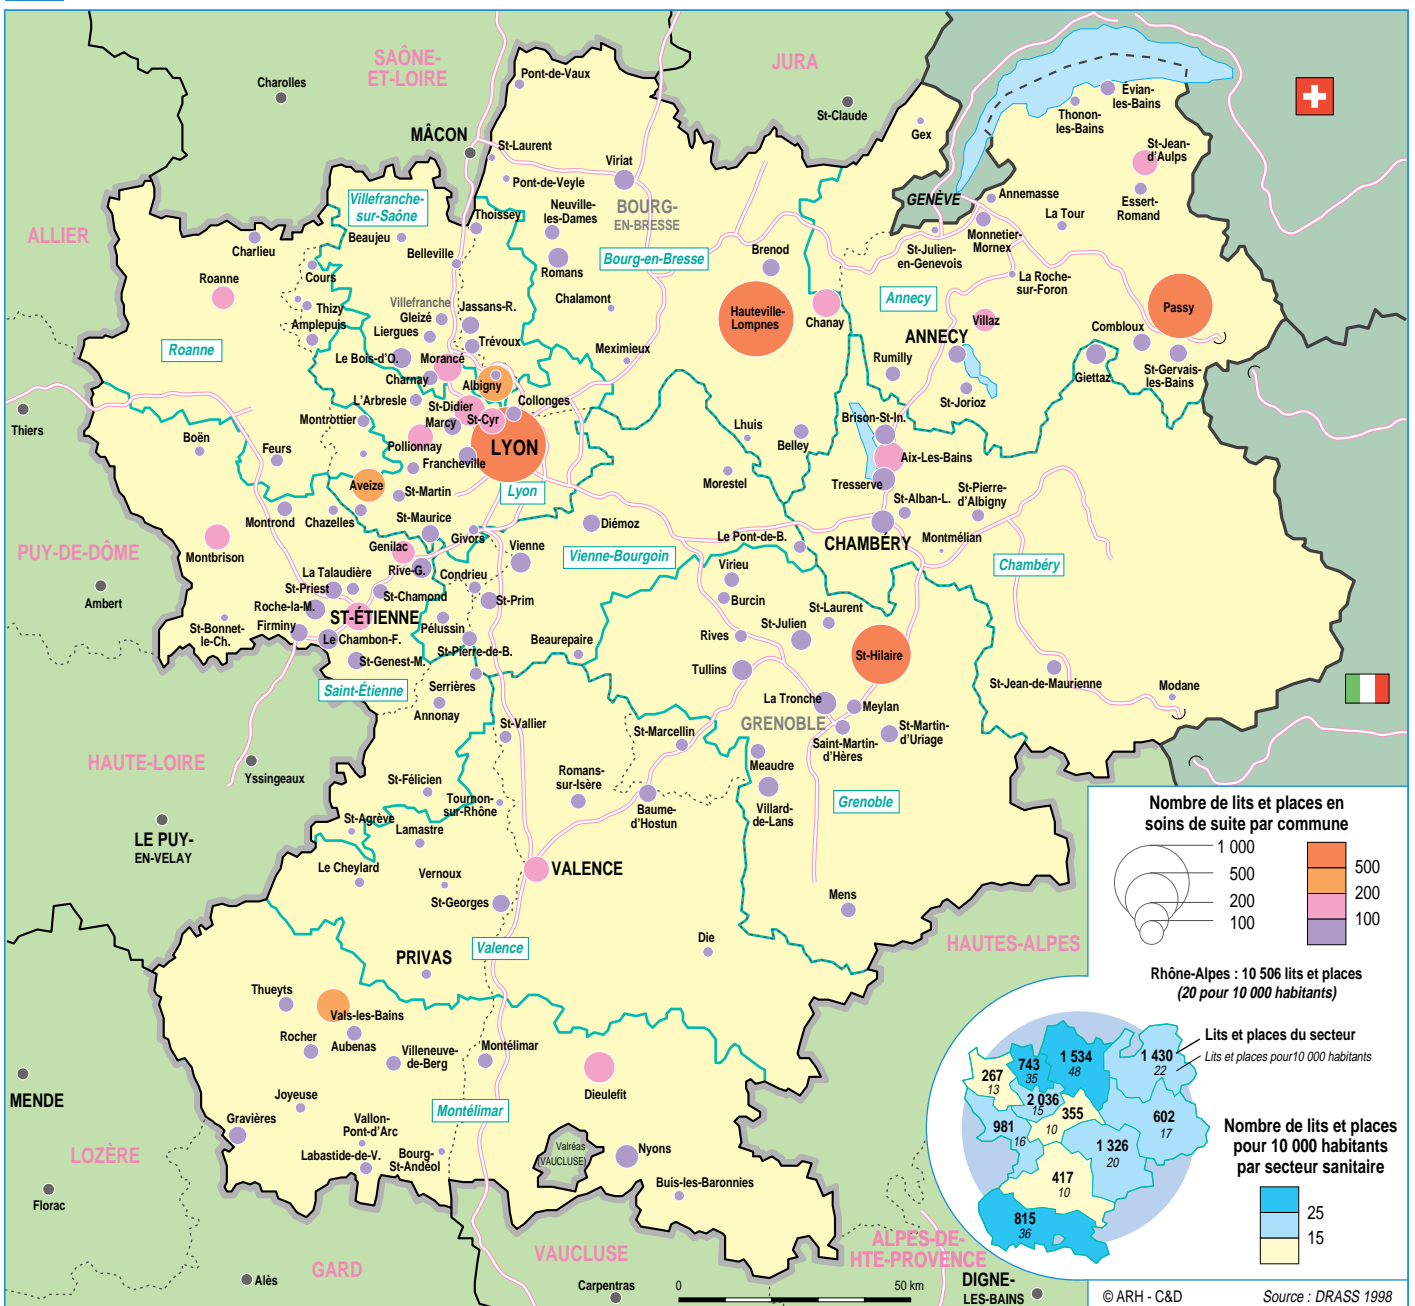 SAÔNE-
ET-LOIRE
JURA
Charolles
Pont-de-Vaux
St-Claude
Évian-
les-Bains
Thonon-
les-Bains
Gex
MÂCON
St-Laurent
Viriat
St-Jean-
d'Aulps
Pont-de-Veyle
Essert-
Romand
GENÈVE
Annemasse
La Tour
Monnetier-
Mornex
St-Julien-
en-Genevois
La Roche-
sur-Foron
Villefranche-
sur-Saône
Thoissey
Neuville-
les-Dames
BOURG-
EN-BRESSE
ALLIER
Charlieu
Beaujeu
Belleville
Romans
Bourg-en-Bresse
Brenod
Roanne
Cours
Thizy
Amplepuis
Villefranche
Gleizé
Liergues
Jassans-R.
Chalamont
Hauteville-
Lompnes
Chanay
Annecy
Villaz
Passy
Combloux
Roanne
Le Bois-d'O.
Morancé
Trévoux
Meximieux
ANNECY
Rumilly
Giettaz
St-Gervais-
les-Bains
Charnay
Albigny
St-Jorioz
L'Arbresle
St-Didier
Collonges
Marcy
St-Cyr
Brison-St-In.
Thiers
Montrottier
Lhuis
Belley
Boën
Feurs
Pollionnay
LYON
Francheville
Aix-Les-Bains
Morestel
Tresserve
Aveize
St-Martin
Lyon
St-Alban-L.
St-Pierre-
d'Albigny
Montrond
Chazelles
St-Maurice
Givors
Diémoz
Le Pont-de-B.
CHAMBÉRY
Montmélian
PUY-DE-DÔME
Montbrison
Genilac
Vienne
Vienne-Bourgoin
Chambéry
Ambert
La Talaudière
Rive-G.
Virieu
St-Priest
St-Chamond
Condrieu
St-Prim
Burcin
St-Laurent
Roche-la-M.
ST-ÉTIENNE
St-Bonnet-
le-Ch.
Firminy
Le Chambon-F.
Pélussin
Rives
St-Julien
St-Hilaire
St-Pierre-de-B.
Beaurepaire
St-Genest-M.
Tullins
Saint-Étienne
Serrières
St-Jean-de-Maurienne
Modane
Annonay
La Tronche
Meylan
St-Vallier
St-Marcellin
GRENOBLE
Saint-Martin-
d'Hères
St-Martin-
d'Uriage
HAUTE-LOIRE
Yssingeaux
St-Félicien
Romans-
sur-Isère
Meaudre
Tournon-
sur-Rhône
Baume-
d'Hostun
Villard-
de-Lans
Grenoble
LE PUY-
EN-VELAY
St-Agrève
Lamastre
Le Cheylard
Vernoux
VALENCE
St-Georges
Mens
Valence
Die
HAUTES-ALPES
PRIVAS
Thueyts
Vals-les-Bains
Rocher
Aubenas
Villeneuve-
de-Berg
Montélimar
Dieulefit
MENDE
Joyeuse
Montélimar
Gravières
Vallon-
Pont-d'Arc
Labastide-de-V.
Bourg-
St-Andéol
Valréas
(VAUCLUSE)
Nyons
LOZÈRE
Buis-les-Baronnies
Florac
VAUCLUSE
ALPES-DE-
HTE-PROVENCE
GARD
Alès
Carpentras
0
50 km
DIGNE-
LES-BAINS
Nombre de lits et places en
soins de suite par commune
1 000
500
200
100
500
200
100
Rhône-Alpes : 10 506 lits et places
(20 pour 10 000 habitants)
Lits et places du secteur
Lits et places pour10 000 habitants
1 534
48
1 430
22
743
35
267
13
2 036
15
355
10
602
17
981
16
1 326
20
417
10
815
36
Nombre de lits et places
pour 10 000 habitants
par secteur sanitaire
25
15
© ARH - C&D
Source : DRASS 1998